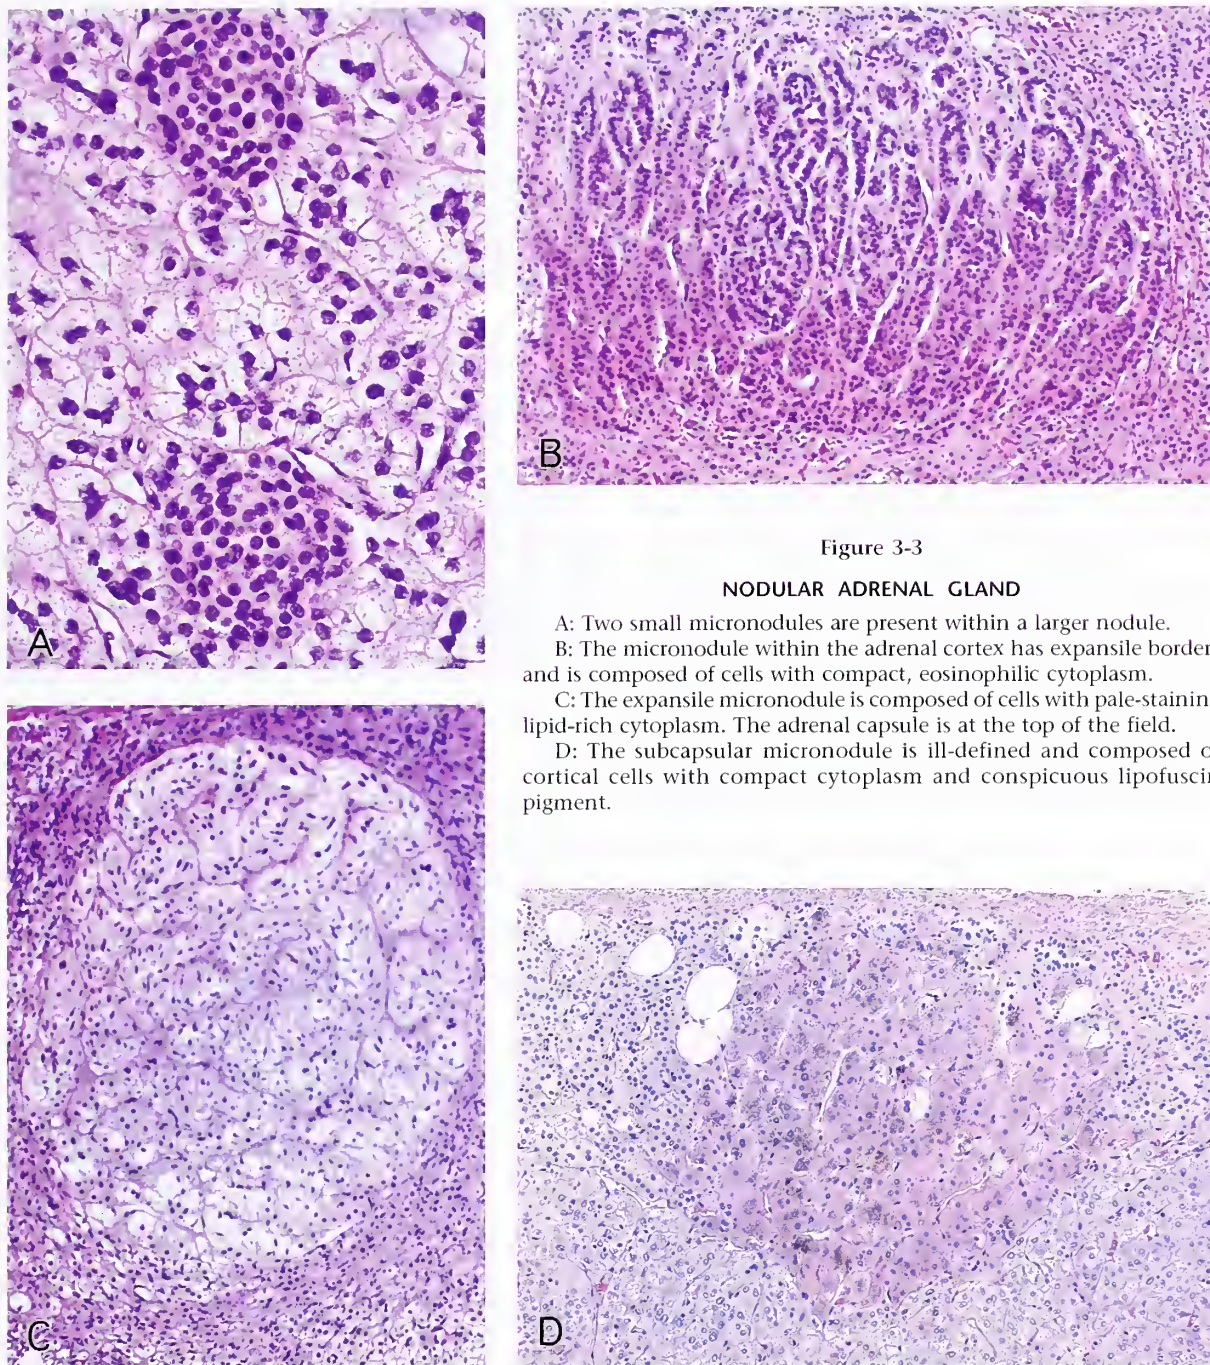 A
B
Figure 3-3
NODULAR ADRENAL GLAND
A: Two small micronodules are present within a larger nodule.
B: The micronodule within the adrenal cortex has expansile border
and is composed of cells with compact, eosinophilic cytoplasm.
C: The expansile micronodule is composed of cells with pale-stainin
lipid-rich cytoplasm. The adrenal capsule is at the top of the field.
D: The subcapsular micronodule is ill-defined and composed o
cortical cells with compact cytoplasm and conspicuous lipofuscin
pigment.
C
D